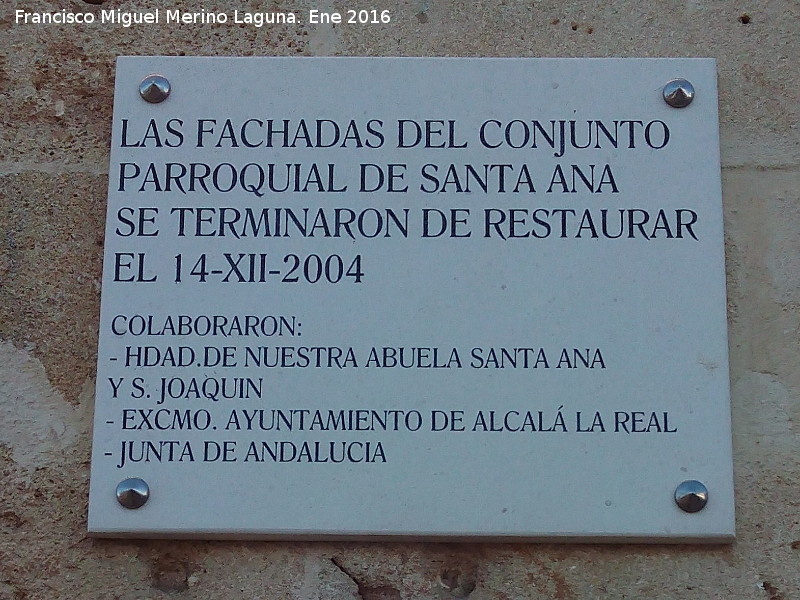 Francisco Miguel Merino Laguna. Ene 2016
LAS FACHADAS DEL CONJUNTO
PARROQUIAL DE SANTA ANA
SE TERMINARON DE RESTAURAR
EL 14-XII-2004
COLABORARON:
- HDAD.DE NUESTRA ABUELA SANTA ANA
Y S. JOAQUIN
- EXCMO. AYUNTAMIENTO DE ALCALÁ LA REAL
- JUNTA DE ANDALUCIA